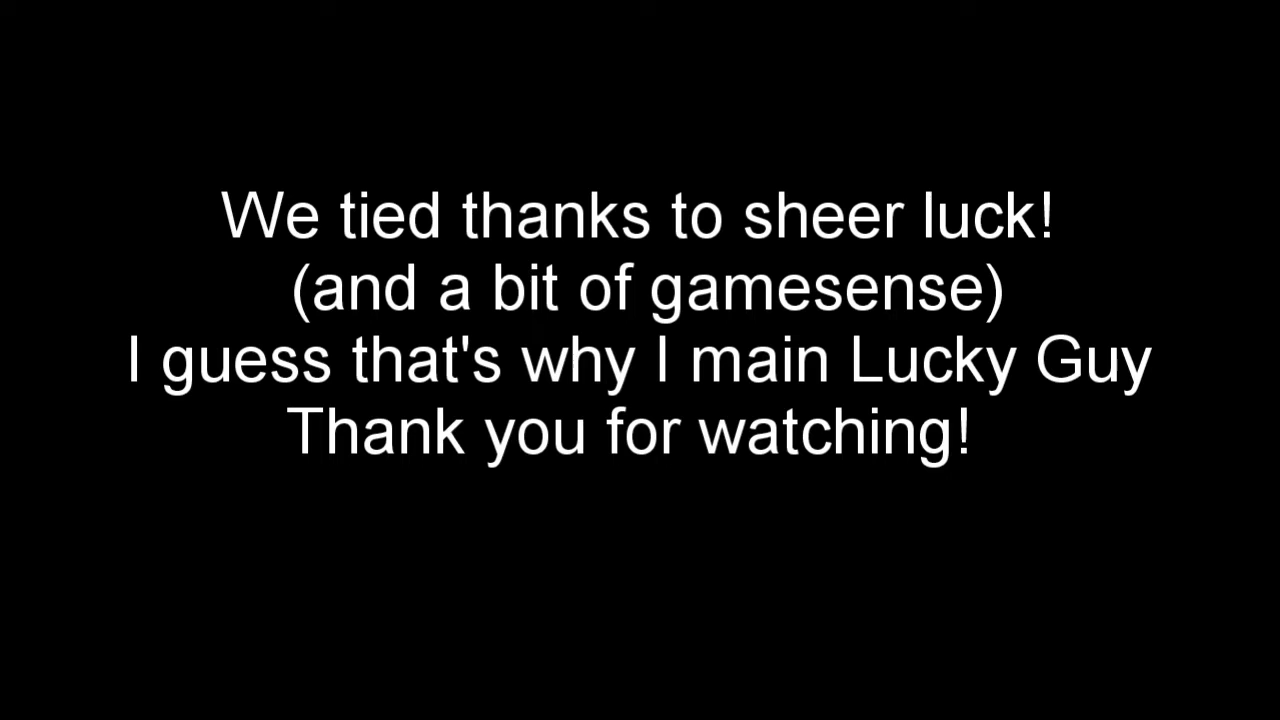 We tied thanks to sheer luck!
(and a bit of gamesense)
I guess that's why I main Lucky Guy
Thank you for watching!